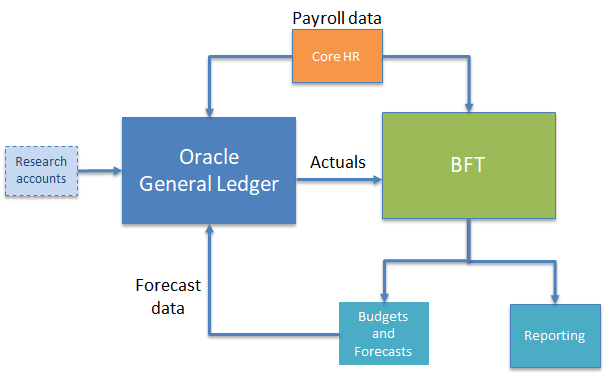 Payroll data
Core HR
Oracle
General Ledger
Actuals
BFT
Research
accounts
Forecast
data
Budgets
and
Forecasts
Reporting